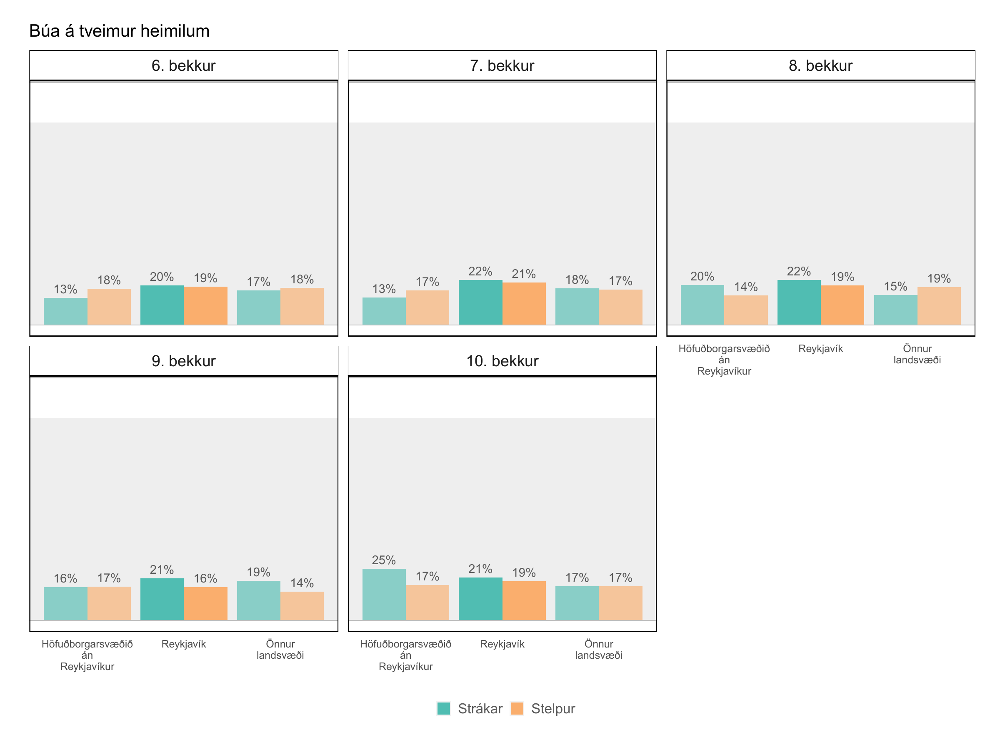 Búa á tveimur heimilum
6. bekkur
7. bekkur
8. bekkur
13% 18% 20% 19% 17% 18%
13% 17% 22% 21% 18% 17%
20% 14% 22% 19% 15% 19%
Höfuðborgarsvæðið
án
Reykjavíkur
Reykjavík
Önnur
landsvæði
9. bekkur
10. bekkur
16% 17% 21% 16% 19% 14%
25% 17% 21% 19% 17% 17%
Höfuðborgarsvæðið
án
Reykjavíkur
Reykjavík
Önnur
landsvæði
Höfuðborgarsvæðið
án
Reykjavíkur
Reykjavík
Önnur
landsvæði
Strákar Stelpur